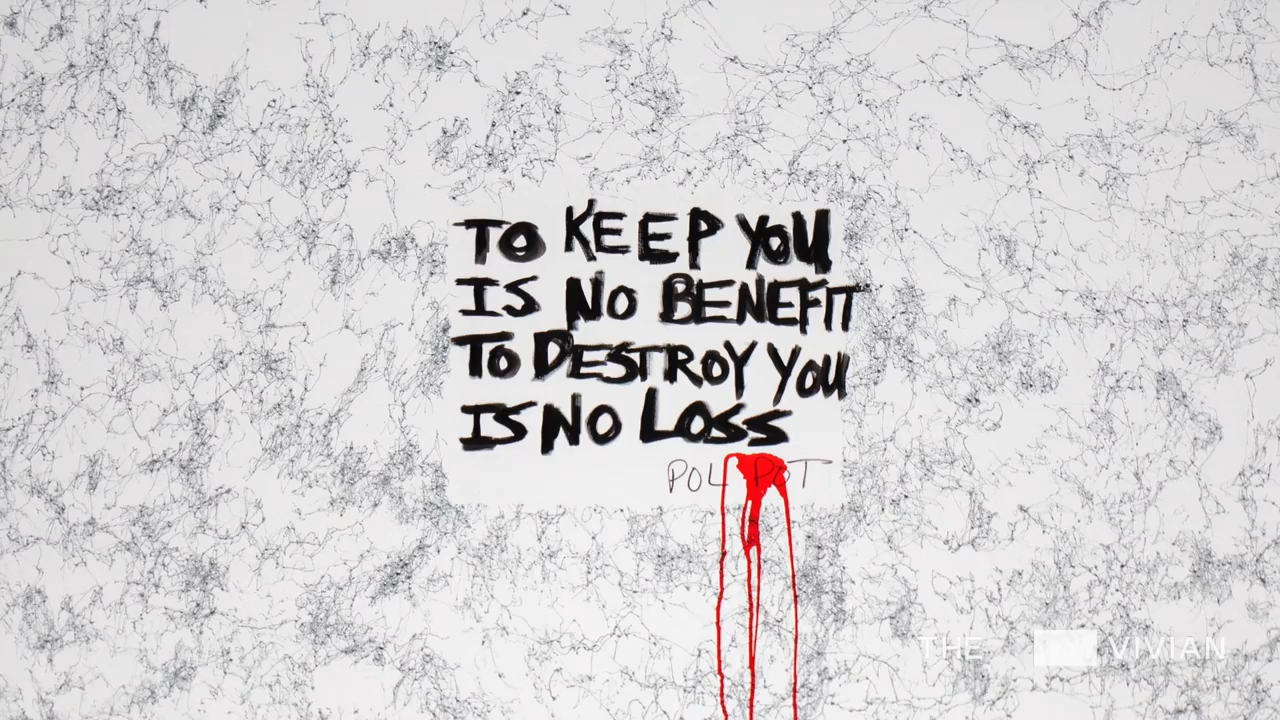 TO KEEP YOU
IS NO BENEFIT
TO DESTROY YOU
IS NO LOSS
POL POT
THE VIVIAN